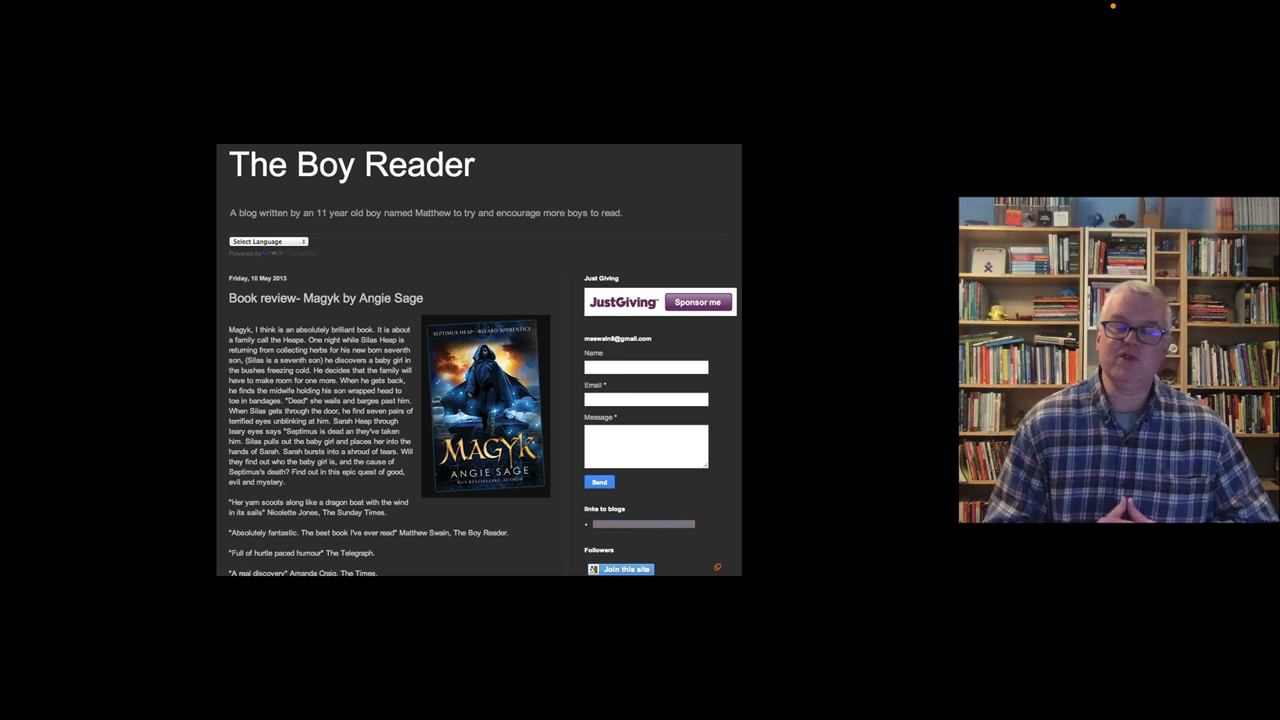 The Boy Reader
A blog written by an 11 year old boy named Matthew to try and encourage more boys to read.
Select Language
Powered by
Friday, 10 May 2013
Book review- Magyk by Angie Sage
Magyk, I think is an absolutely brilliant book. It is about
a family call the Heaps. One night while Silas Heap is
returning from collecting herbs for his new born seventh
son, (Silas is a seventh son) he discovers a baby girl in
the bushes freezing cold. He decides that the family
will have to make room for one more. When he gets back,
he finds the midwife holding his son wrapped head to
toe in bandages. "Dead" she wails and barges past him.
When Silas gets through the door, he find seven pairs of
terrified eyes unblinking at him. Sarah Heap through
teary eyes says "Septimus is dead an they've taken
him. Silas pulls out the baby girl and places her into the
hands of Sarah. Sarah bursts into a shroud of tears. Will
they find out who the baby girl is, and the cause of
Septimus's death? Find out in this epic quest of good,
evil and mystery.
SEPTIMUS HEAP WIZARD APPRENTICE
MAGYK
ANGIE SAGE
NO.1 BESTSELLING AUTHOR
"Her yarn scoots along like a dragon boat with the wind
in its sails" Nicolette Jones, The Sunday Times.
"Absolutely fantastic. The best book I've ever read" Matthew Swain, The Boy Reader.
"Full of hurtle paced humour" The Telegraph.
"A real discovery" Amanda Craig, The Times.
Just Giving
JustGiving
Sponsor me
meswain8@gmail.com
Name
Email *
Message *
Send
links to blogs
Followers
Join this site